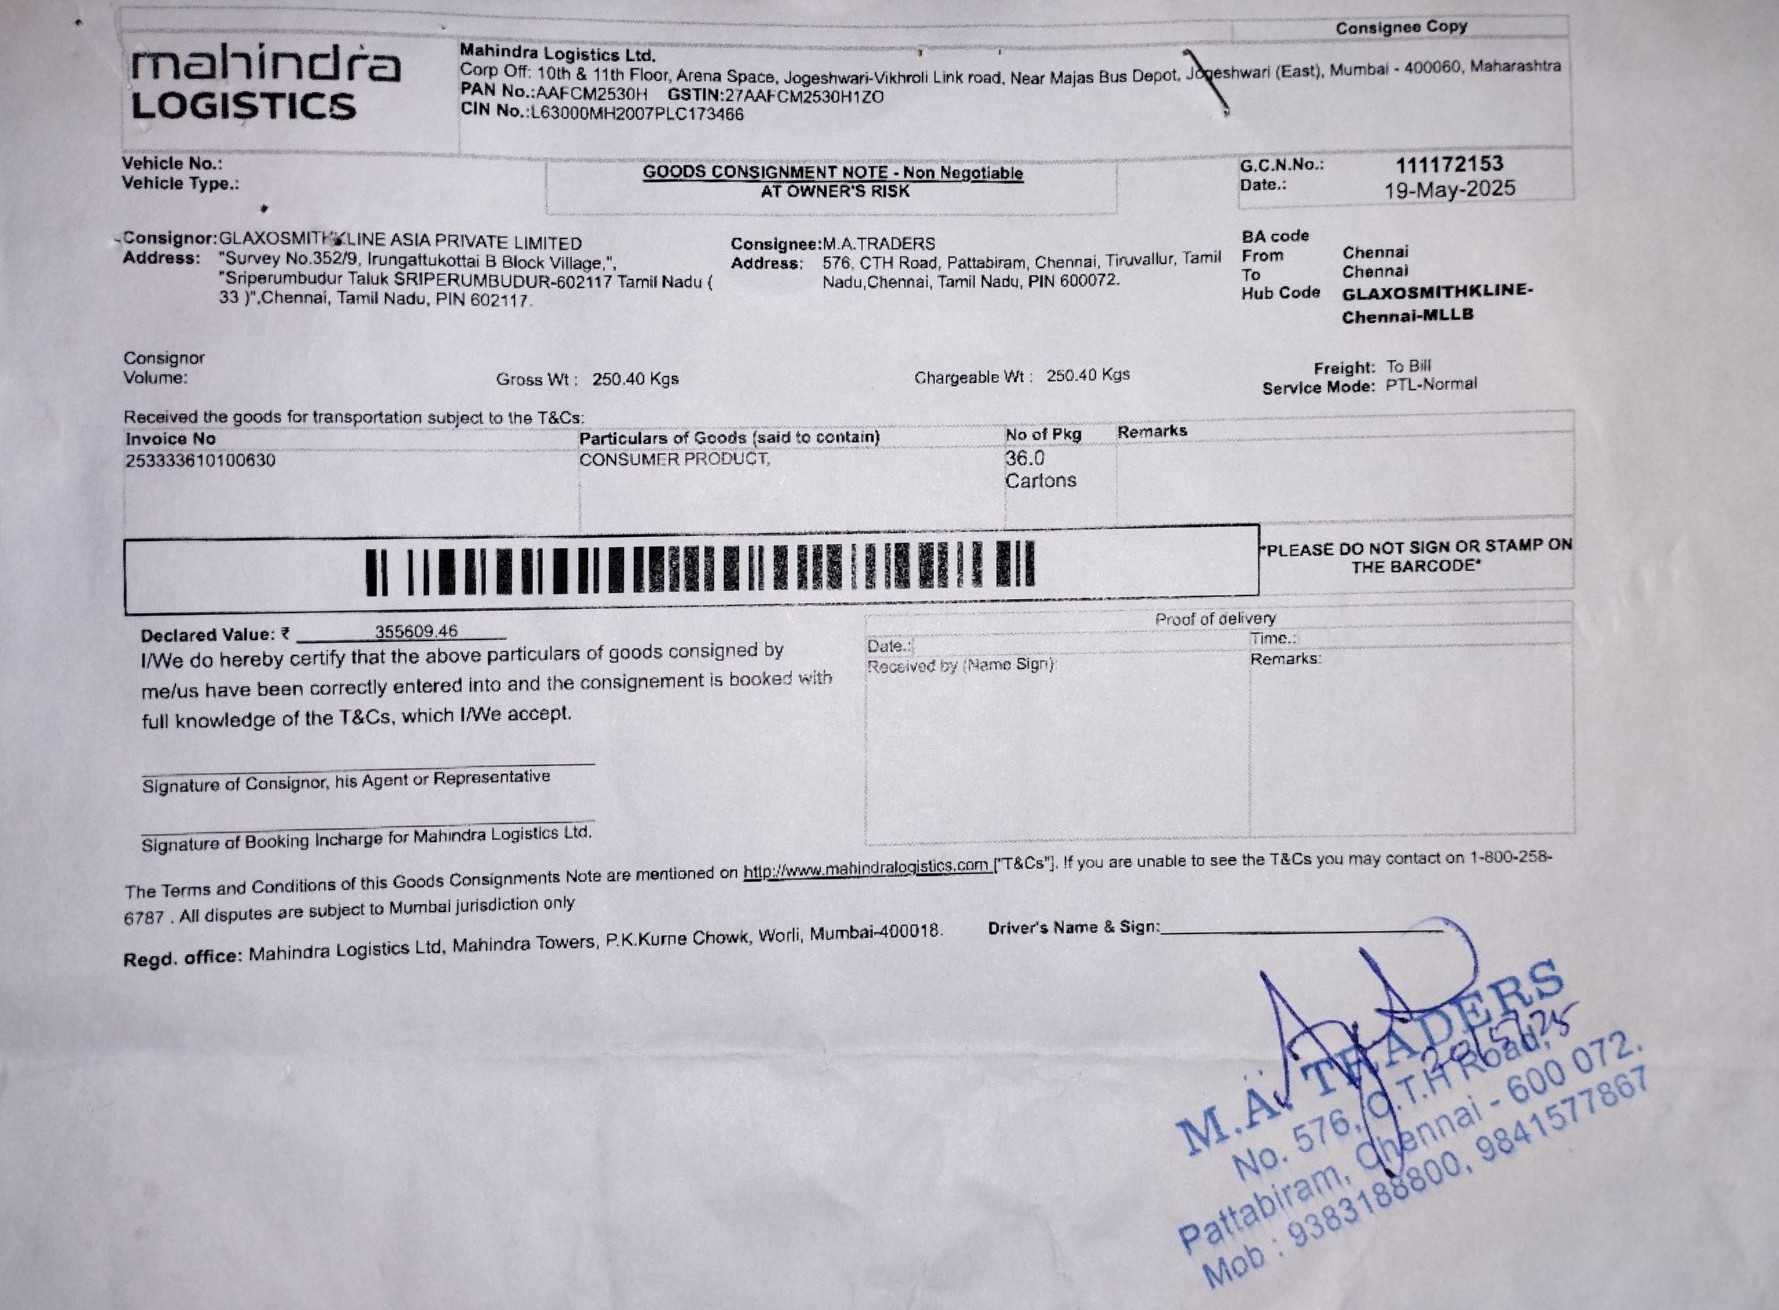 Consignee Copy
mahindra
LOGISTICS
Mahindra Logistics Ltd.
Corp Off: 10th & 11th Floor, Arena Space, Jogeshwari-Vikhroli Link road, Near Majas Bus Depot, Jogeshwari (East), Mumbai - 400060, Maharashtra
PAN No.:AAFCM2530H GSTIN:27AAFCM2530H1ZO
CIN No.:L63000MH2007PLC173466
Vehicle No.:
Vehicle Type.:
GOODS CONSIGNMENT NOTE - Non Negotiable
AT OWNER'S RISK
G.C.N.No.: 111172153
Date.: 19-May-2025
Consignor:GLAXOSMITHKLINE ASIA PRIVATE LIMITED
Address: "Survey No.352/9, Irungattukottai B Block Village,",
"Sriperumbudur Taluk SRIPERUMBUDUR-602117 Tamil Nadu (
33 )",Chennai, Tamil Nadu, PIN 602117.
Consignee:M.A.TRADERS
Address: 576, CTH Road, Pattabiram, Chennai, Tiruvallur, Tamil
Nadu,Chennai, Tamil Nadu, PIN 600072.
BA code
From Chennai
To Chennai
Hub Code GLAXOSMITHKLINE-
Chennai-MLLB
Consignor
Volume:
Gross Wt : 250.40 Kgs
Chargeable Wt : 250.40 Kgs
Freight: To Bill
Service Mode: PTL-Normal
Received the goods for transportation subject to the T&Cs:
Invoice No Particulars of Goods (said to contain) No of Pkg Remarks
253333610100630 CONSUMER PRODUCT, 36.0
Cartons
*PLEASE DO NOT SIGN OR STAMP ON
THE BARCODE*
Declared Value: ₹ 355609.46
I/We do hereby certify that the above particulars of goods consigned by
me/us have been correctly entered into and the consignement is booked with
full knowledge of the T&Cs, which I/We accept.
Proof of delivery
Date.: Time.:
Received by (Name Sign): Remarks:
Signature of Consignor, his Agent or Representative
Signature of Booking Incharge for Mahindra Logistics Ltd.
The Terms and Conditions of this Goods Consignments Note are mentioned on http://www.mahindralogistics.com ["T&Cs"]. If you are unable to see the T&Cs you may contact on 1-800-258-
6787 . All disputes are subject to Mumbai jurisdiction only
Regd. office: Mahindra Logistics Ltd, Mahindra Towers, P.K.Kurne Chowk, Worli, Mumbai-400018.
Driver's Name & Sign:
M.A. TRADERS
20/5/25
No. 576, C.T.H Road,
Pattabiram, Chennai - 600 072.
Mob : 9383188800, 9841577867